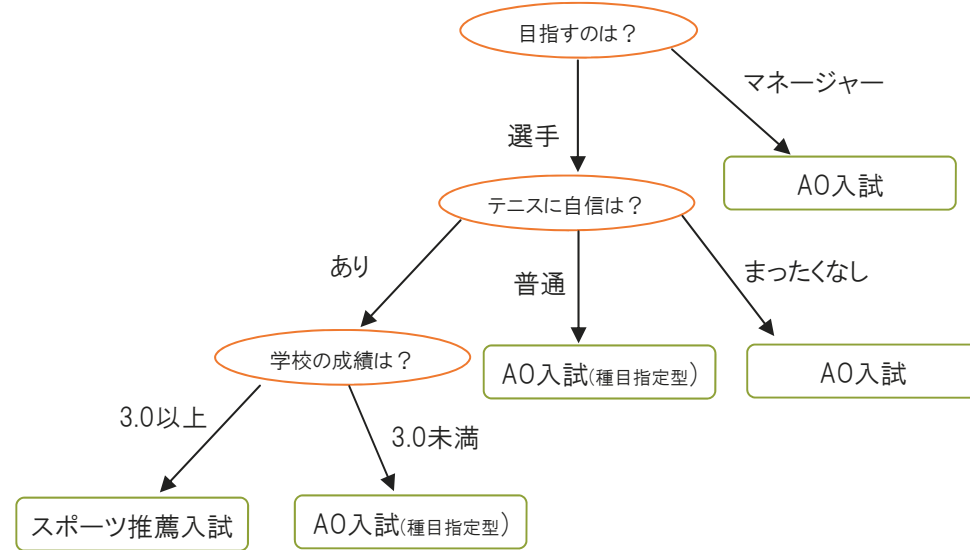 目指すのは？
マネージャー
選手
AO入試
テニスに自信は？
あり
普通
まったくなし
学校の成績は？
AO入試(種目指定型)
AO入試
3.0以上
3.0未満
スポーツ推薦入試
AO入試(種目指定型)